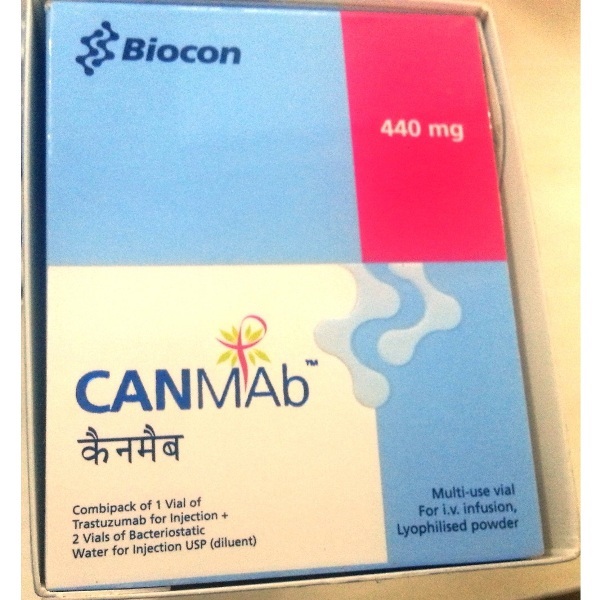 Biocon
440 mg
CANMAb™
कैनमैब
Combipack of 1 Vial of
Trastuzumab for Injection +
2 Vials of Bacteriostatic
Water for Injection USP (diluent)
Multi-use vial
For i.v. infusion,
Lyophilised powder